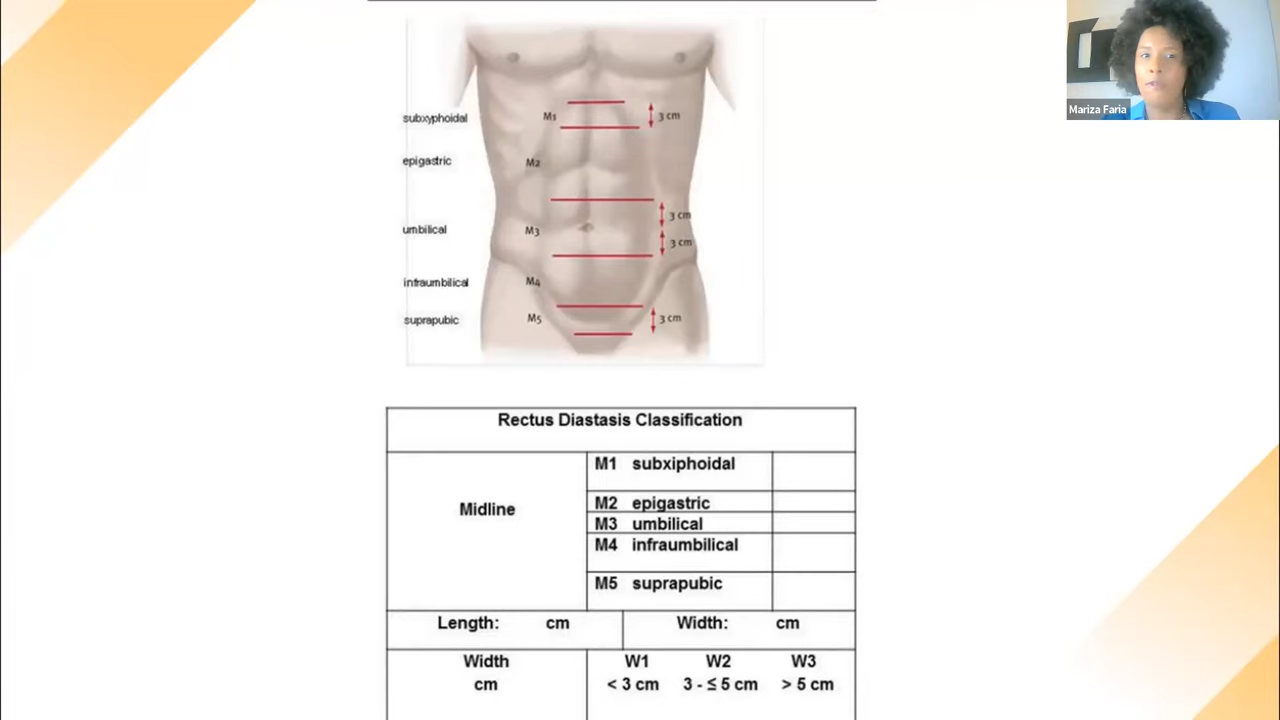 Mariza Faria
subxyphoidal
M1
3 cm
epigastric
M2
3 cm
umbilical
M3
3 cm
infraumbilical
M4
suprapubic
M5
3 cm
Rectus Diastasis Classification
Midline
M1 subxiphoidal
M2 epigastric
M3 umbilical
M4 infraumbilical
M5 suprapubic
Length: cm
Width: cm
Width
cm
W1 W2 W3
< 3 cm 3 - ≤ 5 cm > 5 cm